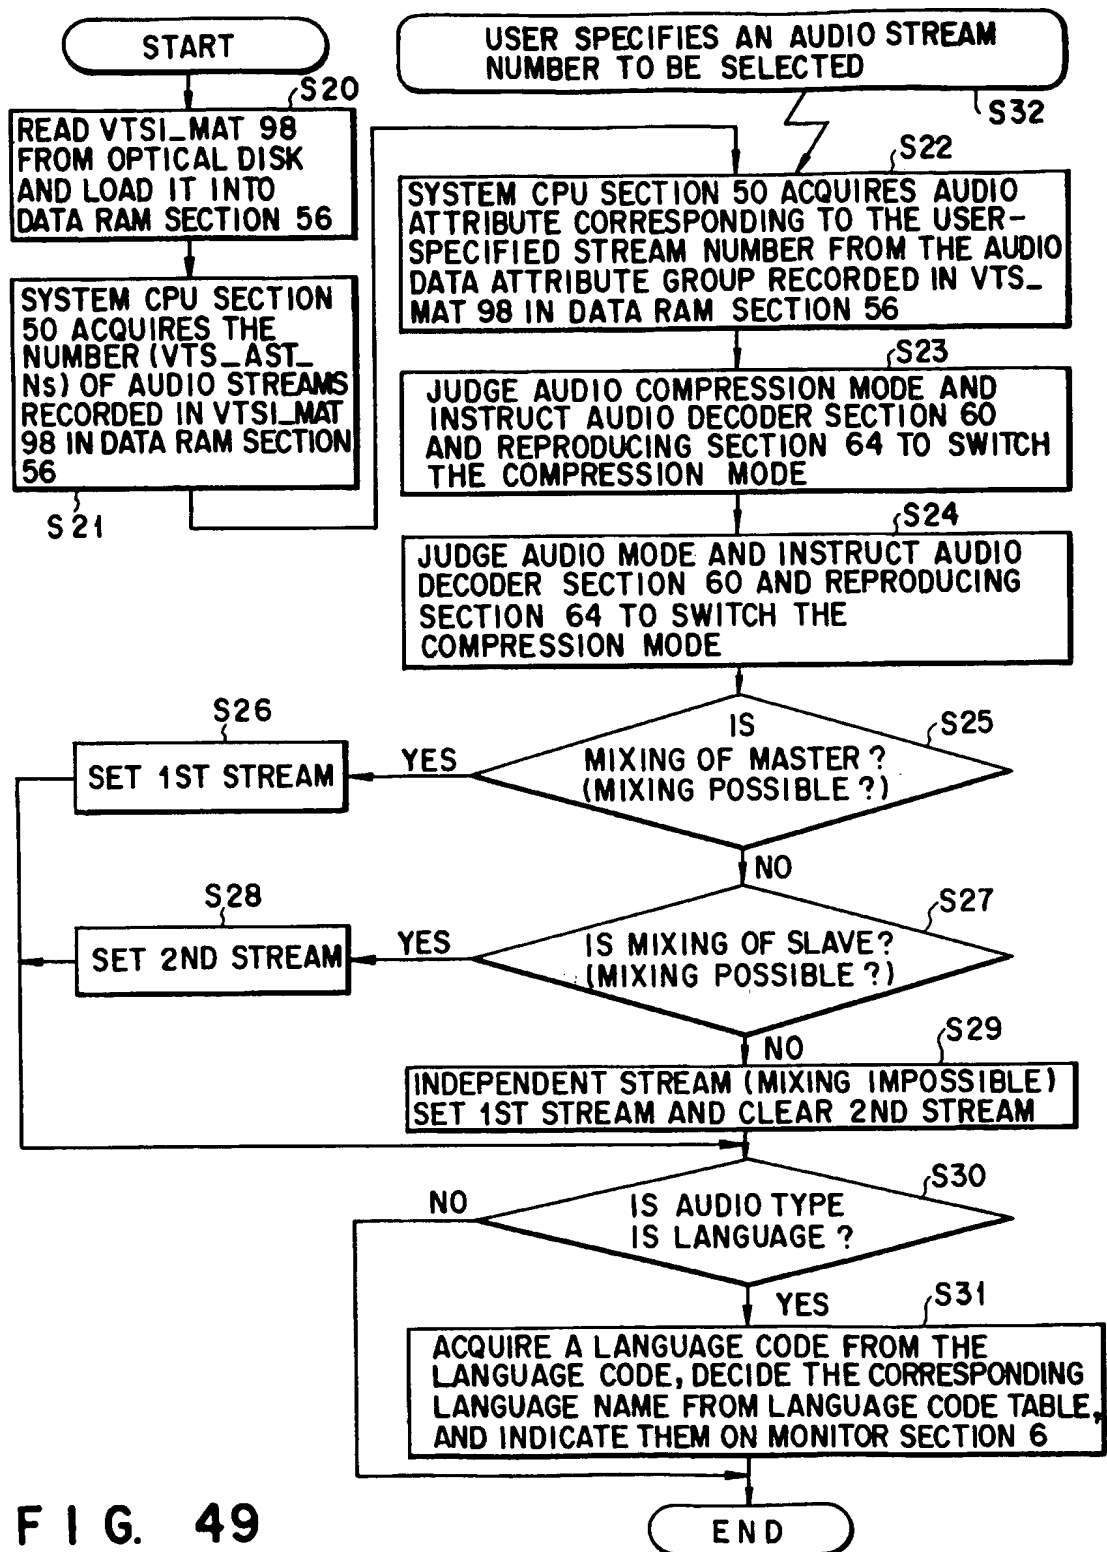 START
S20
READ VTSI_MAT 98
FROM OPTICAL DISK
AND LOAD IT INTO
DATA RAM SECTION 56
SYSTEM CPU SECTION
50 ACQUIRES THE
NUMBER (VTS_AST_
Ns) OF AUDIO STREAMS
RECORDED IN VTSI_MAT
98 IN DATA RAM SECTION
56
S21
USER SPECIFIES AN AUDIO STREAM
NUMBER TO BE SELECTED
S32
S22
SYSTEM CPU SECTION 50 ACQUIRES AUDIO
ATTRIBUTE CORRESPONDING TO THE USER-
SPECIFIED STREAM NUMBER FROM THE AUDIO
DATA ATTRIBUTE GROUP RECORDED IN VTS_
MAT 98 IN DATA RAM SECTION 56
S23
JUDGE AUDIO COMPRESSION MODE AND
INSTRUCT AUDIO DECODER SECTION 60
AND REPRODUCING SECTION 64 TO SWITCH
THE COMPRESSION MODE
S24
JUDGE AUDIO MODE AND INSTRUCT AUDIO
DECODER SECTION 60 AND REPRODUCING
SECTION 64 TO SWITCH THE
COMPRESSION MODE
S25
IS
MIXING OF MASTER?
(MIXING POSSIBLE?)
YES
S26
SET 1ST STREAM
NO
S27
IS MIXING OF SLAVE?
(MIXING POSSIBLE?)
YES
S28
SET 2ND STREAM
NO
S29
INDEPENDENT STREAM (MIXING IMPOSSIBLE)
SET 1ST STREAM AND CLEAR 2ND STREAM
S30
IS AUDIO TYPE
IS LANGUAGE?
NO
YES
S31
ACQUIRE A LANGUAGE CODE FROM THE
LANGUAGE CODE, DECIDE THE CORRESPONDING
LANGUAGE NAME FROM LANGUAGE CODE TABLE,
AND INDICATE THEM ON MONITOR SECTION 6
END
FIG. 49